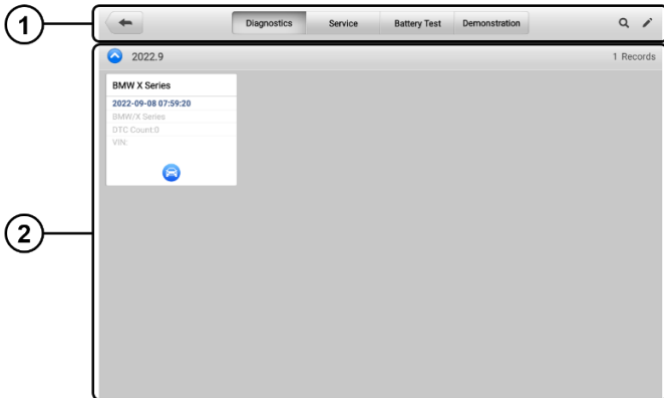 1
Diagnostics Service Battery Test Demonstration
2022.9 1 Records
BMW X Series
2022-09-08 07:59:20
BMW/X Series
DTC Count:0
VIN:
2